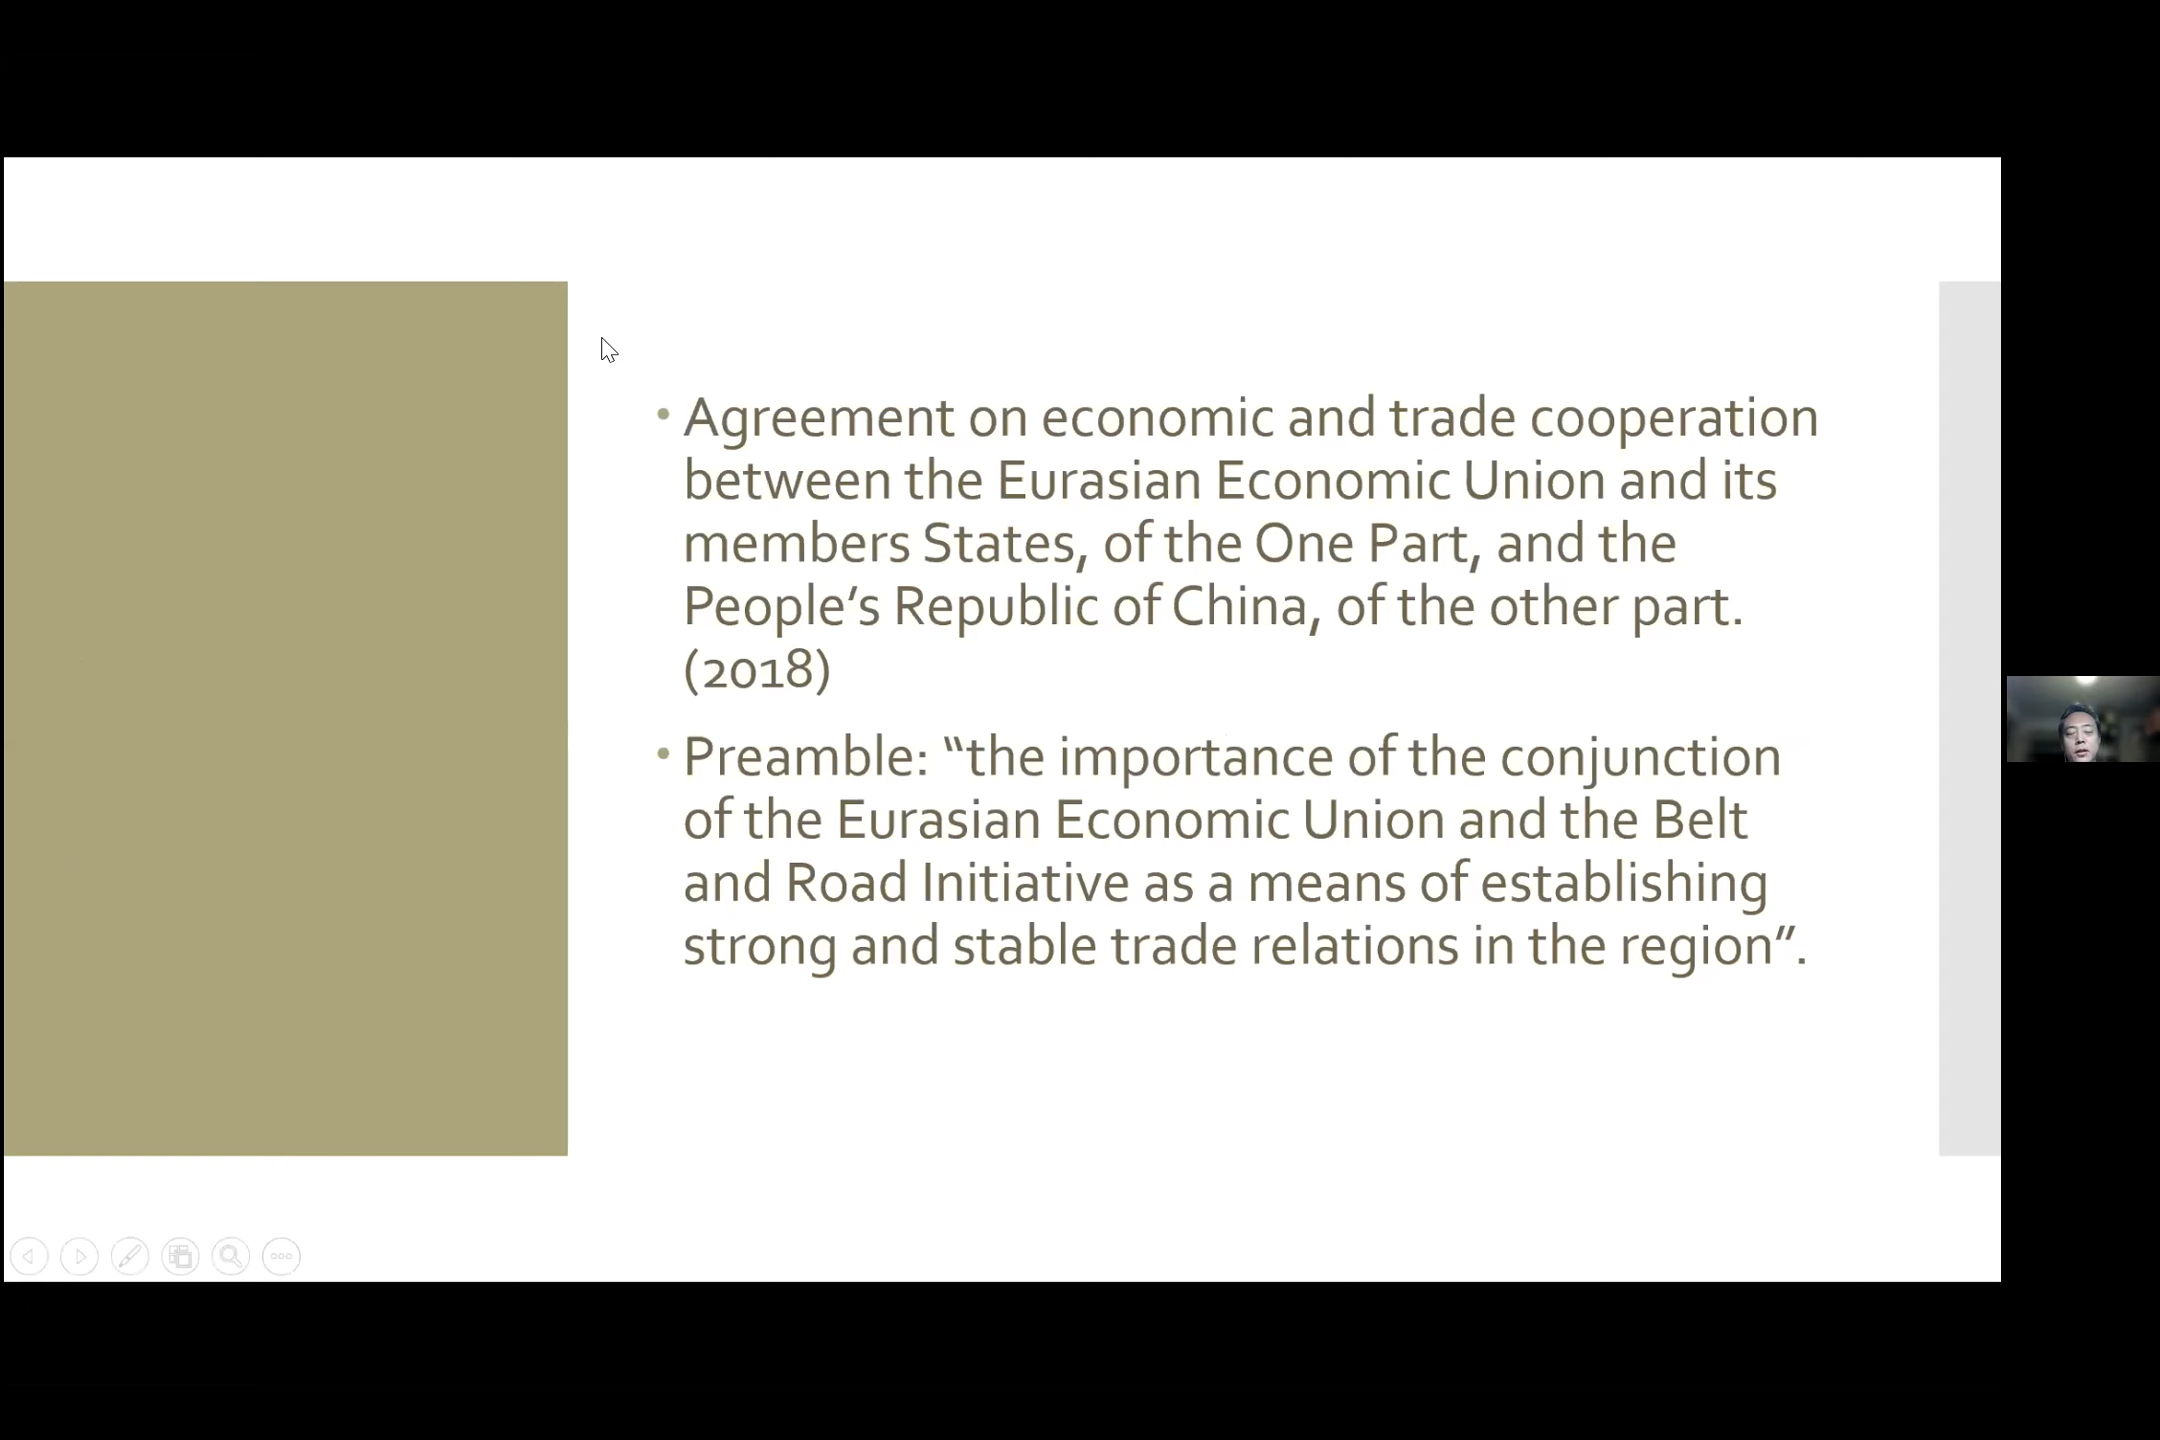 • Agreement on economic and trade cooperation
between the Eurasian Economic Union and its
members States, of the One Part, and the
People’s Republic of China, of the other part.
(2018)
• Preamble: “the importance of the conjunction
of the Eurasian Economic Union and the Belt
and Road Initiative as a means of establishing
strong and stable trade relations in the region”.